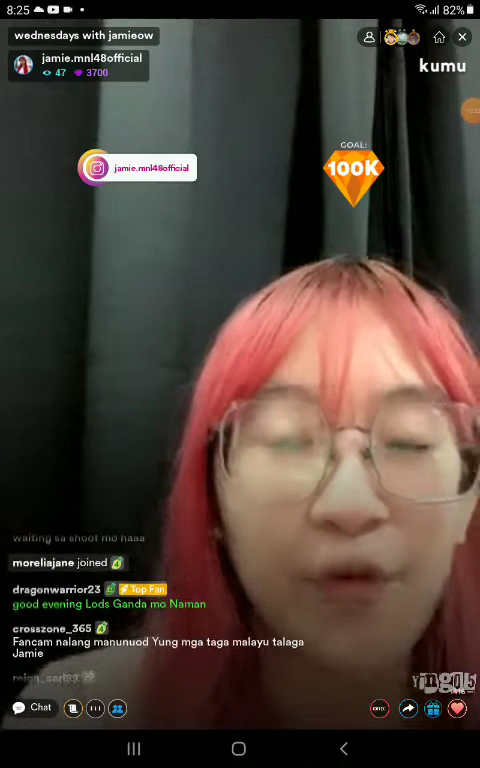 8:25
82%
wednesdays with jamieow
jamie.mnl48official
47 3700
kumu
GOAL:
100K
jamie.mnl48official
waiting sa shoot mo haaa
moreliajane joined
dragonwarrior23 Top Fan
good evening Lods Ganda mo Naman
crosszone_365
Fancam nalang manunuod Yung mga taga malayu talaga
Jamie
Chat